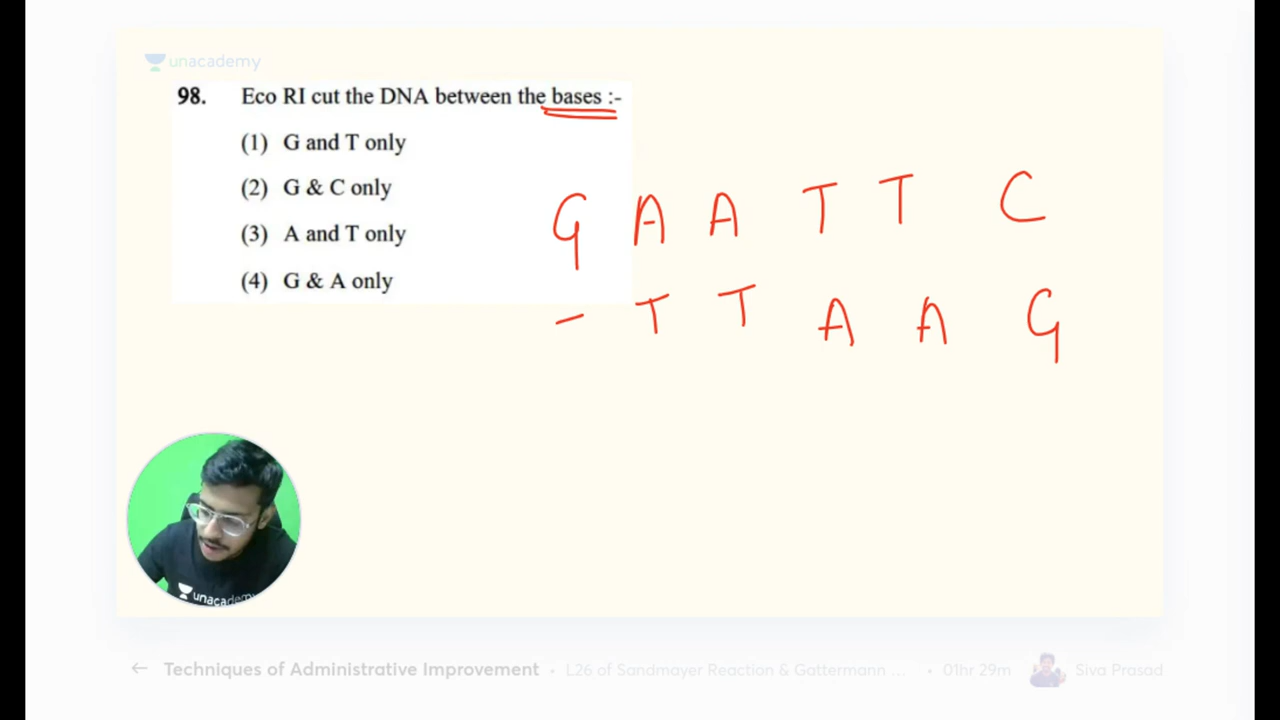 unacademy
98. Eco RI cut the DNA between the bases :-
(1) G and T only
(2) G & C only
(3) A and T only
(4) G & A only
G A A T T C
- T T A A G
unacademy
← Techniques of Administrative Improvement • L26 of Sandmayer Reaction & Gattermann ... • 01hr 29m Siva Prasad